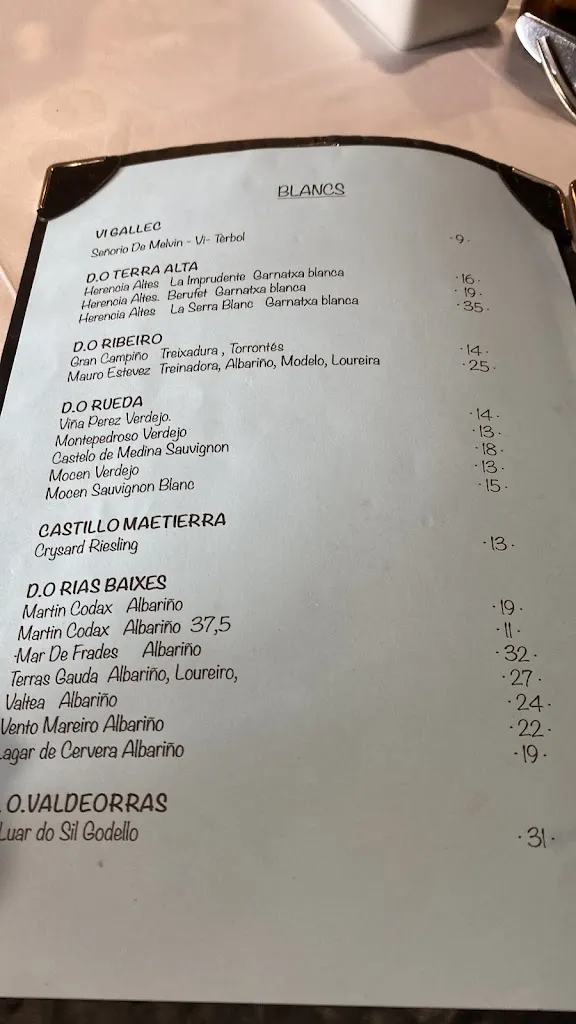 BLANCS
VI GALLEC
Senorio De Melvin - Vi- Tèrbol ·9·
D.O TERRA ALTA
Herencia Altes La Imprudente Garnatxa blanca ·16·
Herencia Altes. Berufet Garnatxa blanca ·19·
Herencia Altes La Serra Blanc Garnatxa blanca ·35·
D.O RIBEIRO
Gran Campiño Treixadura , Torrontés ·14·
Mauro Estevez Treinadora, Albariño, Modelo, Loureira ·25·
D.O RUEDA
Viña Perez Verdejo. ·14·
Montepedroso Verdejo ·13·
Castelo de Medina Sauvignon ·18·
Mocen Verdejo ·13·
Mocen Sauvignon Blanc ·15·
CASTILLO MAETIERRA
Crysard Riesling ·13·
D.O RIAS BAIXES
Martin Codax Albariño ·19·
Martin Codax Albariño 37,5 ·11·
·Mar De Frades Albariño ·32·
Terras Gauda Albariño, Loureiro, ·27·
Valtea Albariño ·24·
Vento Mareiro Albariño ·22·
Lagar de Cervera Albariño ·19·
. O.VALDEORRAS
Luar do Sil Godello ·31·